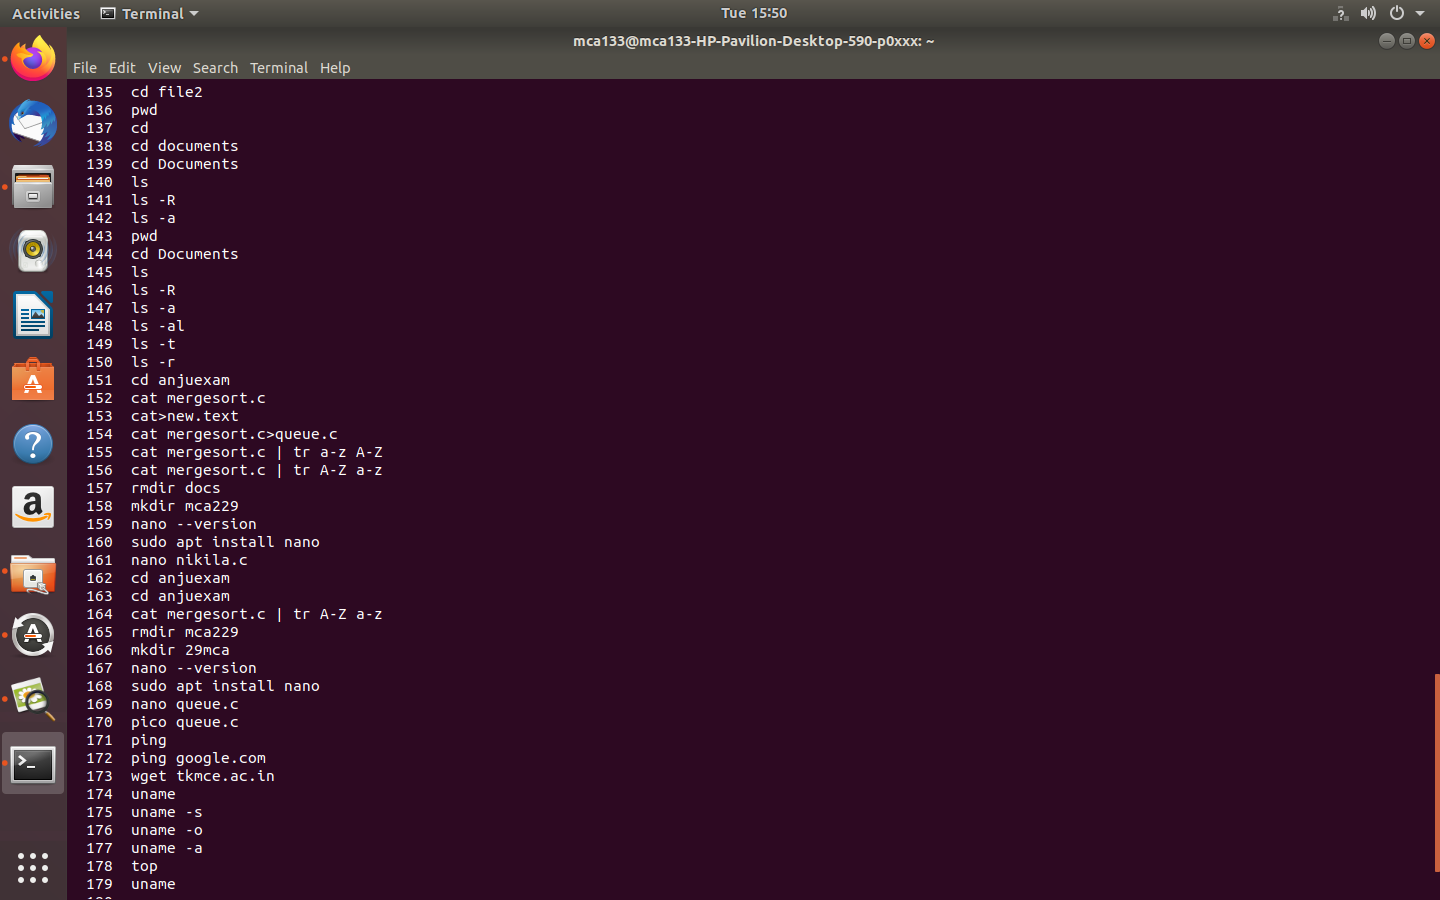 Activities Terminal Tue 15:50
mca133@mca133-HP-Pavilion-Desktop-590-p0xxx: ~
File Edit View Search Terminal Help
135 cd file2
136 pwd
137 cd
138 cd documents
139 cd Documents
140 ls
141 ls -R
142 ls -a
143 pwd
144 cd Documents
145 ls
146 ls -R
147 ls -a
148 ls -al
149 ls -t
150 ls -r
151 cd anjuexam
152 cat mergesort.c
153 cat>new.text
154 cat mergesort.c>queue.c
155 cat mergesort.c | tr a-z A-Z
156 cat mergesort.c | tr A-Z a-z
157 rmdir docs
158 mkdir mca229
159 nano --version
160 sudo apt install nano
161 nano nikila.c
162 cd anjuexam
163 cd anjuexam
164 cat mergesort.c | tr A-Z a-z
165 rmdir mca229
166 mkdir 29mca
167 nano --version
168 sudo apt install nano
169 nano queue.c
170 pico queue.c
171 ping
172 ping google.com
173 wget tkmce.ac.in
174 uname
175 uname -s
176 uname -o
177 uname -a
178 top
179 uname